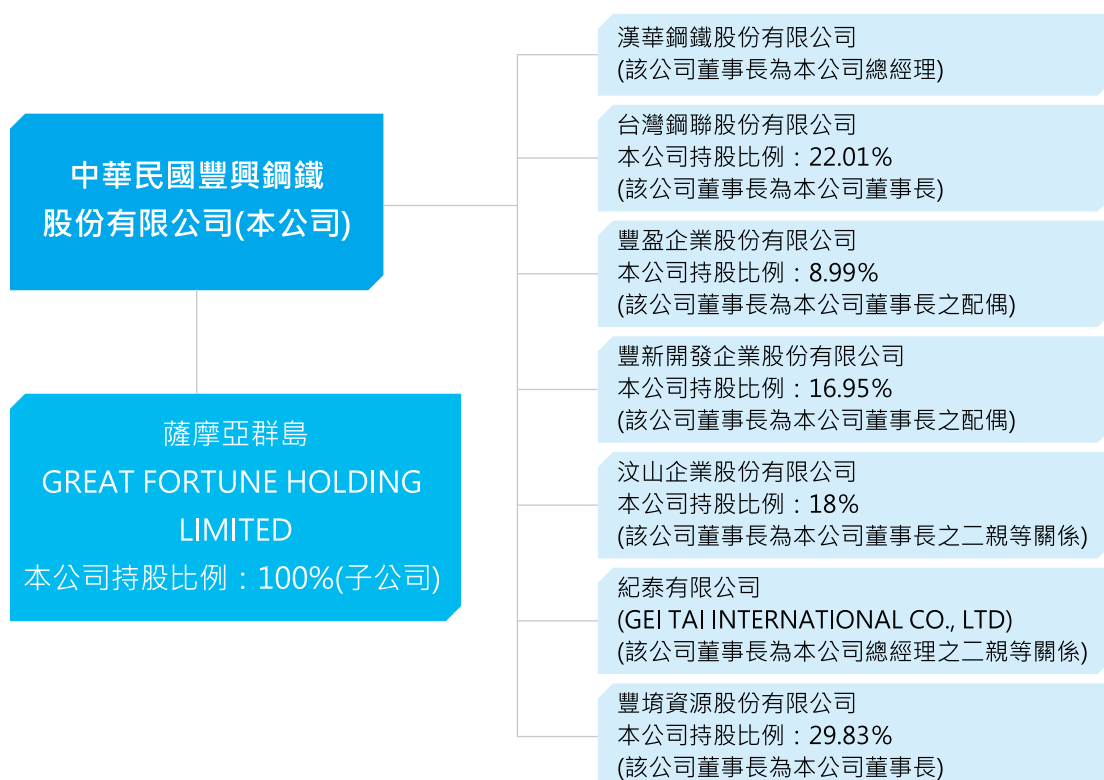 中華民國豐興鋼鐵
股份有限公司(本公司)
薩摩亞群島
GREAT FORTUNE HOLDING
LIMITED
本公司持股比例：100%(子公司)
漢華鋼鐵股份有限公司
(該公司董事長為本公司總經理)
台灣鋼聯股份有限公司
本公司持股比例：22.01%
(該公司董事長為本公司董事長)
豐盈企業股份有限公司
本公司持股比例：8.99%
(該公司董事長為本公司董事長之配偶)
豐新開發企業股份有限公司
本公司持股比例：16.95%
(該公司董事長為本公司董事長之配偶)
汶山企業股份有限公司
本公司持股比例：18%
(該公司董事長為本公司董事長之二親等關係)
紀泰有限公司
(GEI TAI INTERNATIONAL CO., LTD)
(該公司董事長為本公司總經理之二親等關係)
豐堉資源股份有限公司
本公司持股比例：29.83%
(該公司董事長為本公司董事長)